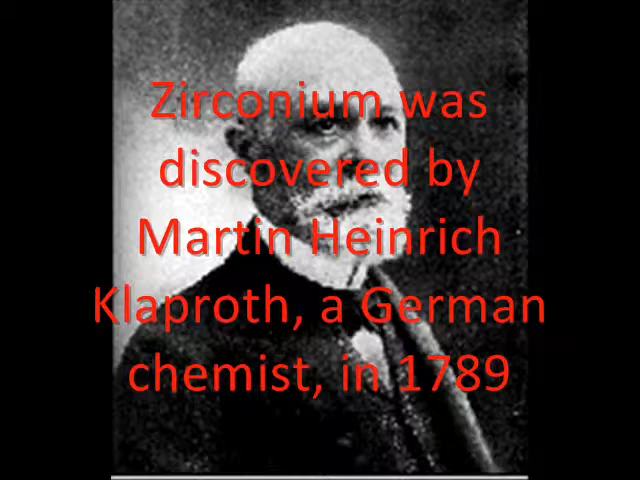 Zirconium was
discovered by
Martin Heinrich
Klaproth, a German
chemist, in 1789